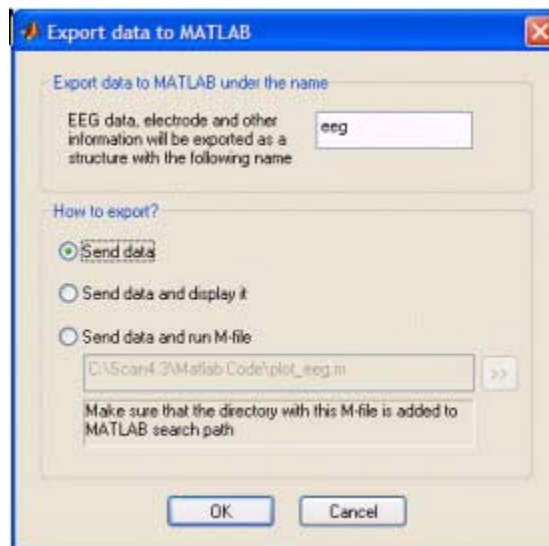 Export data to MATLAB
Export data to MATLAB under the name
EEG data, electrode and other
information will be exported as a
structure with the following name
eeg
How to export?
Send data
Send data and display it
Send data and run M-file
C:\Scan4.3\Matlab Code\plot_eeg.m
>>
Make sure that the directory with this M-file is added to
MATLAB search path
OK
Cancel